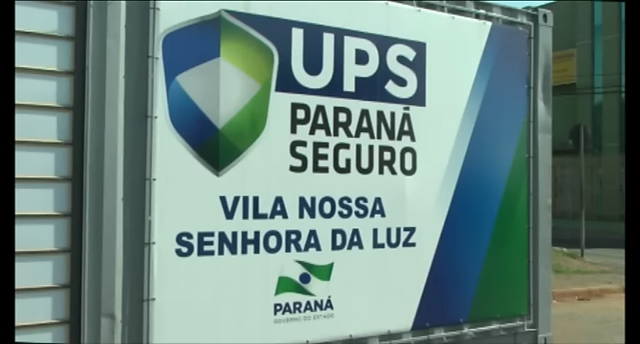 UPS
PARANÁ
SEGURO
VILA NOSSA
SENHORA DA LUZ
PARANÁ
GOVERNO DO ESTADO